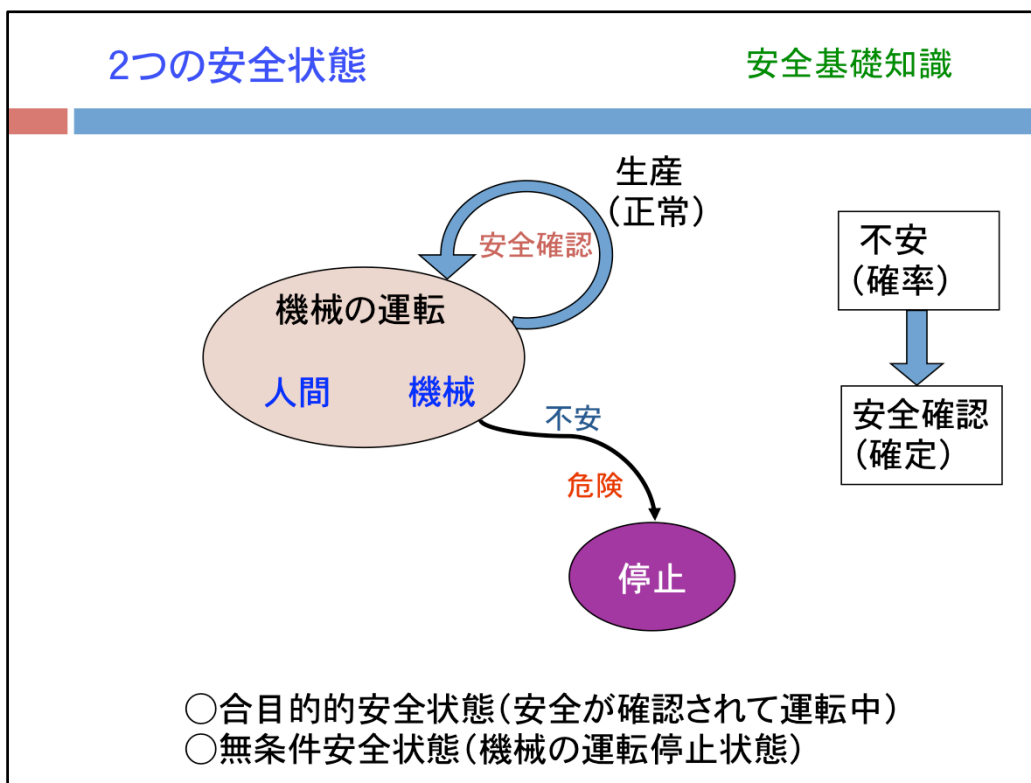 2つの安全状態
安全基礎知識
生産
(正常)
安全確認
機械の運転
人間 機械
不安
危険
停止
不安
(確率)
安全確認
(確定)
○合目的的安全状態(安全が確認されて運転中)
○無条件安全状態(機械の運転停止状態)